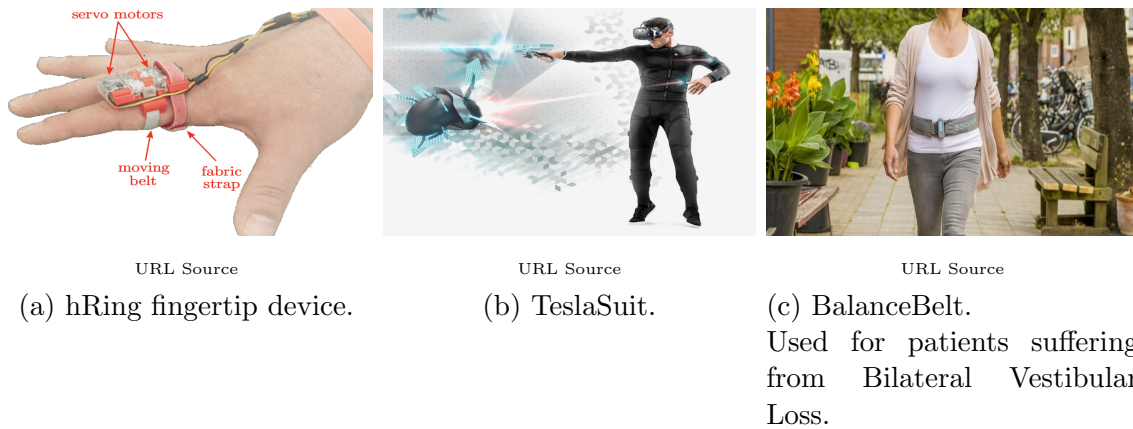 servo motors
moving
belt
fabric
strap
URL Source
(a) hRing fingertip device.
URL Source
(b) TeslaSuit.
URL Source
(c) BalanceBelt.
Used for patients suffering
from Bilateral Vestibular
Loss.